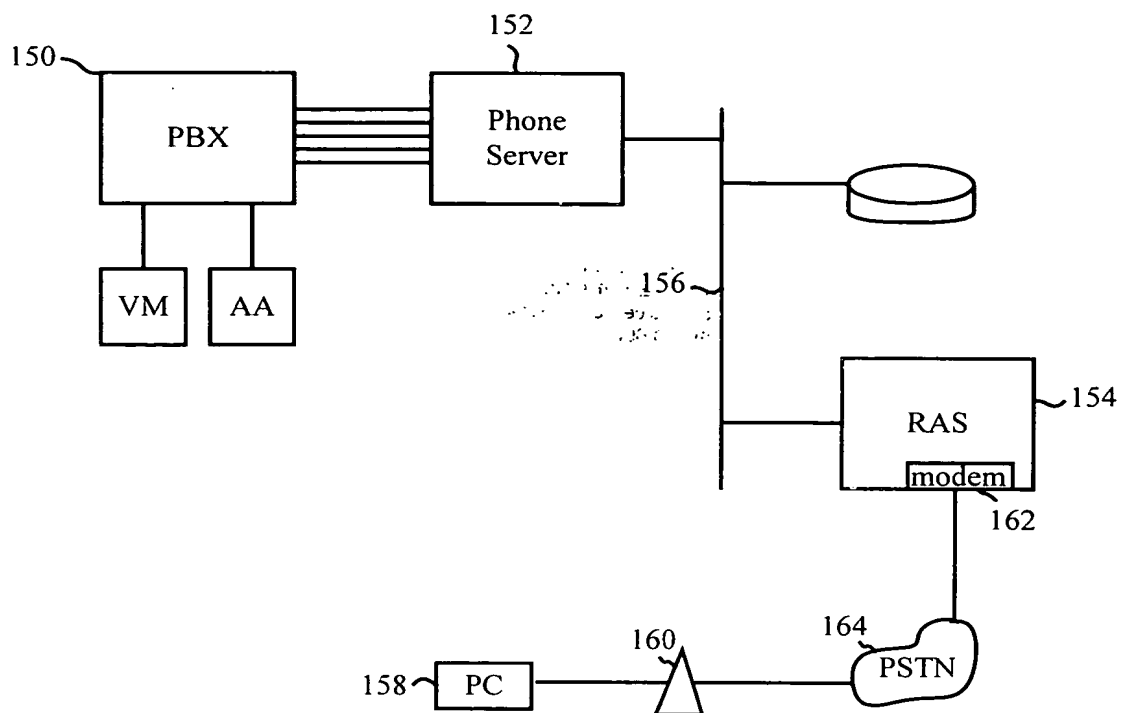 152
150
PBX
Phone
Server
VM
AA
156
154
RAS
modem
162
164
160
PSTN
158
PC